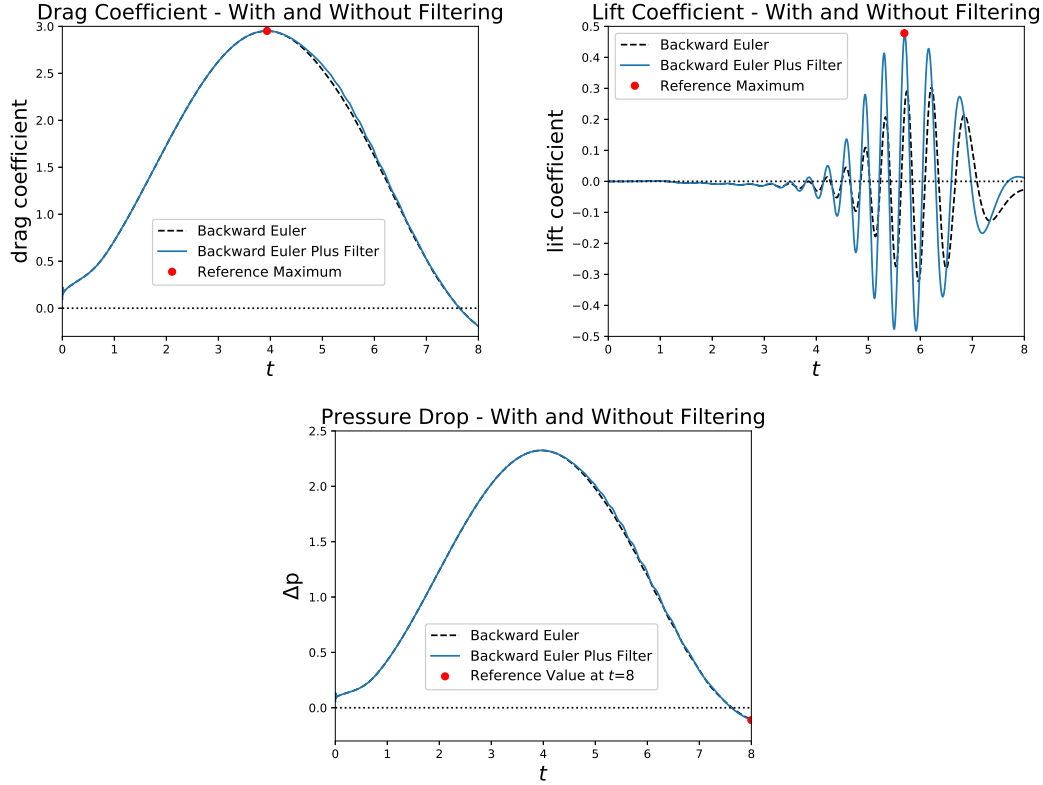 Drag Coefficient - With and Without Filtering
3.0
2.5
2.0
1.5
1.0
0.5
0.0
drag coefficient
Backward Euler
Backward Euler Plus Filter
Reference Maximum
0 1 2 3 4 5 6 7 8
t
Lift Coefficient - With and Without Filtering
0.5
0.4
0.3
0.2
0.1
0.0
−0.1
−0.2
−0.3
−0.4
−0.5
lift coefficient
Backward Euler
Backward Euler Plus Filter
Reference Maximum
0 1 2 3 4 5 6 7 8
t
Pressure Drop - With and Without Filtering
2.5
2.0
1.5
1.0
0.5
0.0
Δp
Backward Euler
Backward Euler Plus Filter
Reference Value at t=8
0 1 2 3 4 5 6 7 8
t